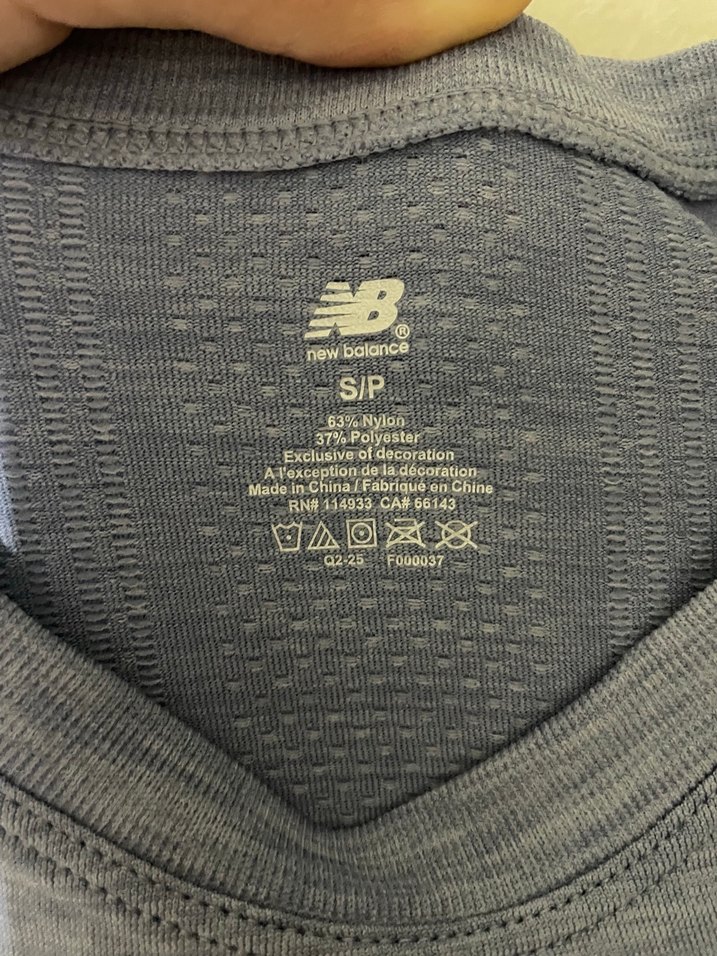 NB®
new balance
S/P
63% Nylon
37% Polyester
Exclusive of decoration
A l'exception de la décoration
Made in China / Fabriqué en Chine
RN# 114933 CA# 66143
Q2-25 F000037